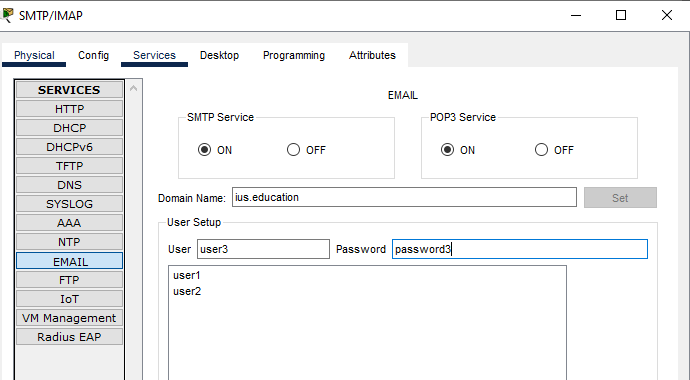 SMTP/IMAP
Physical Config Services Desktop Programming Attributes
SERVICES
HTTP
DHCP
DHCPv6
TFTP
DNS
SYSLOG
AAA
NTP
EMAIL
FTP
IoT
VM Management
Radius EAP
EMAIL
SMTP Service POP3 Service
ON OFF ON OFF
Domain Name: ius.education Set
User Setup
User user3 Password password3
user1
user2